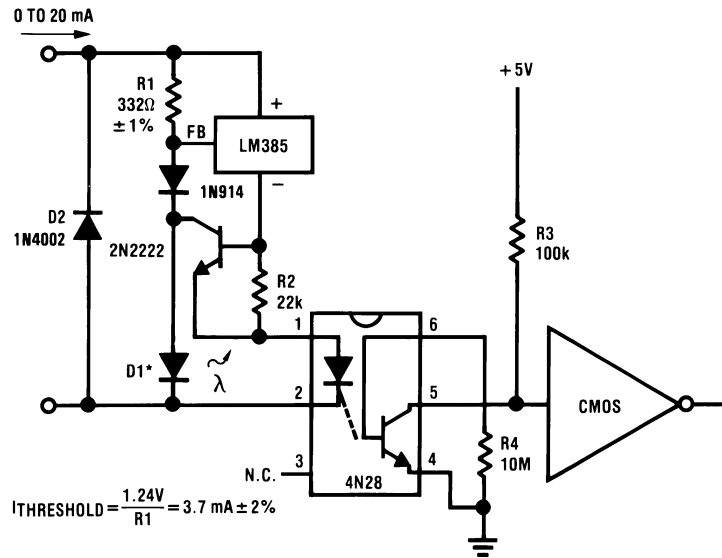 0 TO 20 mA
R1
332Ω
±1%
FB
+
LM385
−
1N914
D2
1N4002
2N2222
R2
22k
D1*
λ
+5V
R3
100k
1
2
3
N.C.
4N28
6
5
4
R4
10M
CMOS
ITHRESHOLD = 1.24V / R1 = 3.7 mA ± 2%